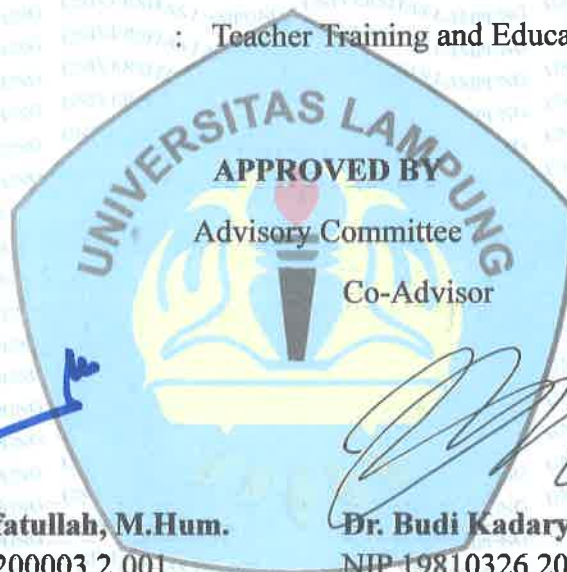 : Teacher Training and Educa
UNIVERSITAS LAMPUNG
APPROVED BY
Advisory Committee
Co-Advisor
fatullah, M.Hum.
Dr. Budi Kadary
200003 2 001
NIP 19810326 20